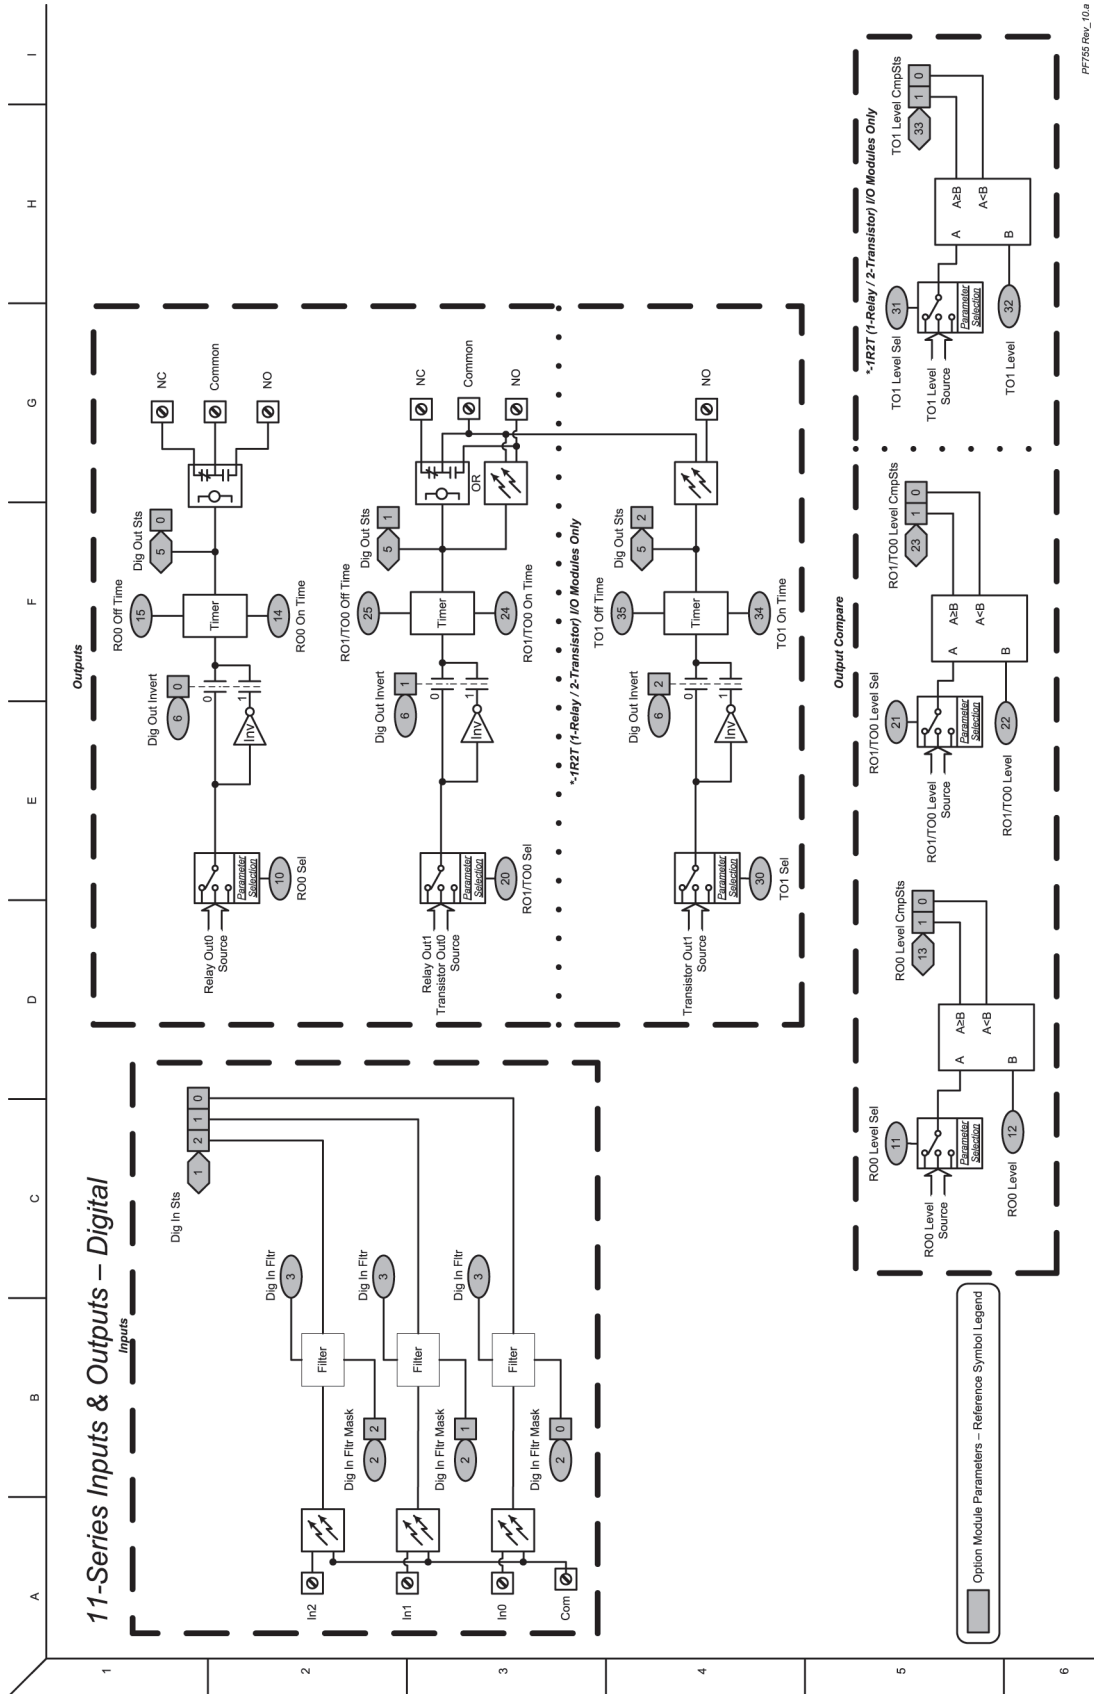 A
B
C
D
E
F
G
H
I
1
2
3
4
5
6
11-Series Inputs & Outputs – Digital
Inputs
In2
In1
In0
Com
Filter
Filter
Filter
Dig In Fltr
3
Dig In Fltr Mask
2 2
Dig In Fltr
3
Dig In Fltr Mask
2 1
Dig In Fltr
3
Dig In Fltr Mask
2 0
Dig In Sts
1 2 1 0
Outputs
Relay Out0
Source
Parameter
Selection
10
RO0 Sel
Inv
Dig Out Invert
6 0
0
1
RO0 Off Time
15
Timer
14
RO0 On Time
Dig Out Sts
5 0
NC
Common
NO
Relay Out1
Transistor Out0
Source
Parameter
Selection
20
RO1/TO0 Sel
Inv
Dig Out Invert
6 1
0
1
RO1/TO0 Off Time
25
Timer
24
RO1/TO0 On Time
Dig Out Sts
5 1
OR
NC
Common
NO
*-1R2T (1-Relay / 2-Transistor) I/O Modules Only
Transistor Out1
Source
Parameter
Selection
30
TO1 Sel
Inv
Dig Out Invert
6 2
0
1
TO1 Off Time
35
Timer
34
TO1 On Time
Dig Out Sts
5 2
NO
Output Compare
RO0 Level Sel
11
RO0 Level
Source
Parameter
Selection
12
RO0 Level
A
B
A≥B
A<B
RO0 Level CmpSts
13 1 0
RO1/TO0 Level Sel
21
RO1/TO0 Level
Source
Parameter
Selection
22
RO1/TO0 Level
A
B
A≥B
A<B
RO1/TO0 Level CmpSts
23 1 0
*-1R2T (1-Relay / 2-Transistor) I/O Modules Only
TO1 Level Sel
31
TO1 Level
Source
Parameter
Selection
32
TO1 Level
A
B
A≥B
A<B
TO1 Level CmpSts
33 1 0
Option Module Parameters – Reference Symbol Legend
PF755 Rev_10.a